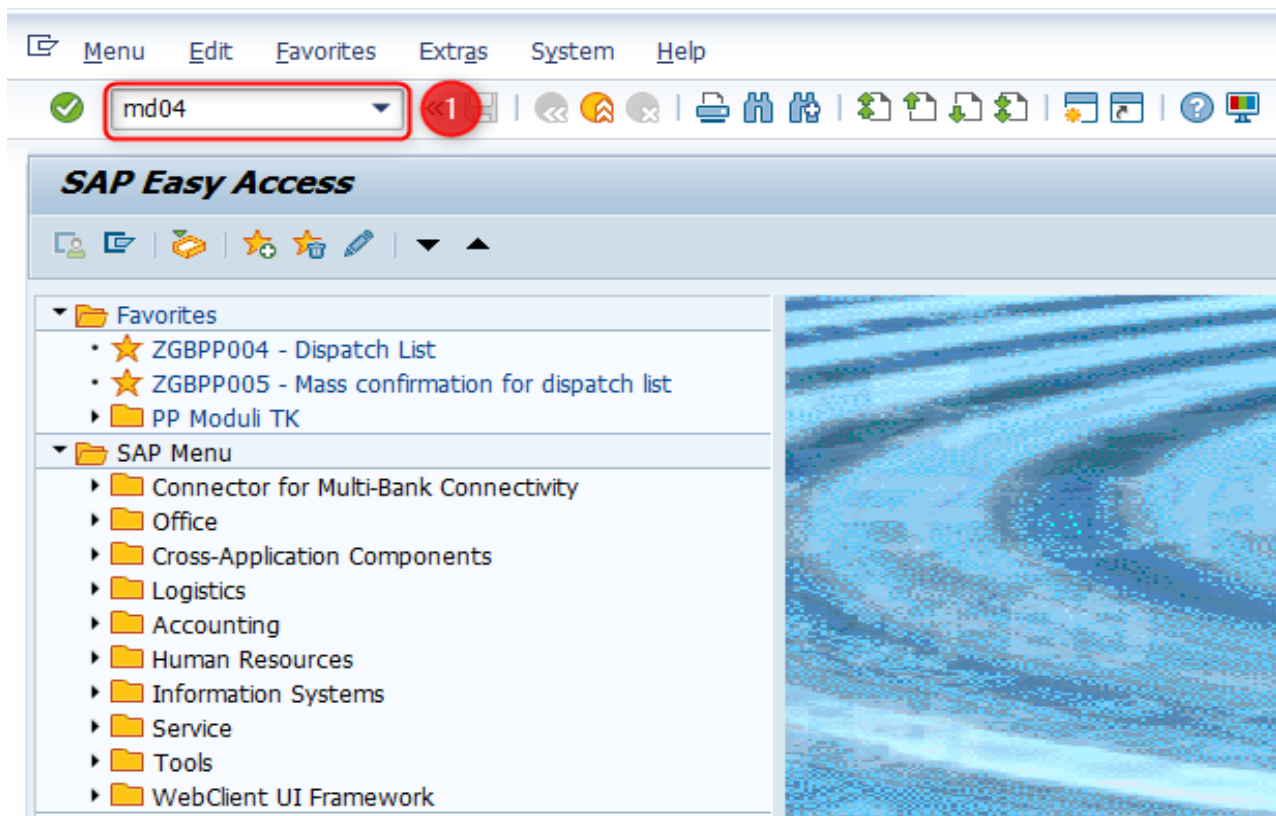 Menu Edit Favorites Extras System Help
md04 1
SAP Easy Access
Favorites
ZGBPP004 - Dispatch List
ZGBPP005 - Mass confirmation for dispatch list
PP Moduli TK
SAP Menu
Connector for Multi-Bank Connectivity
Office
Cross-Application Components
Logistics
Accounting
Human Resources
Information Systems
Service
Tools
WebClient UI Framework